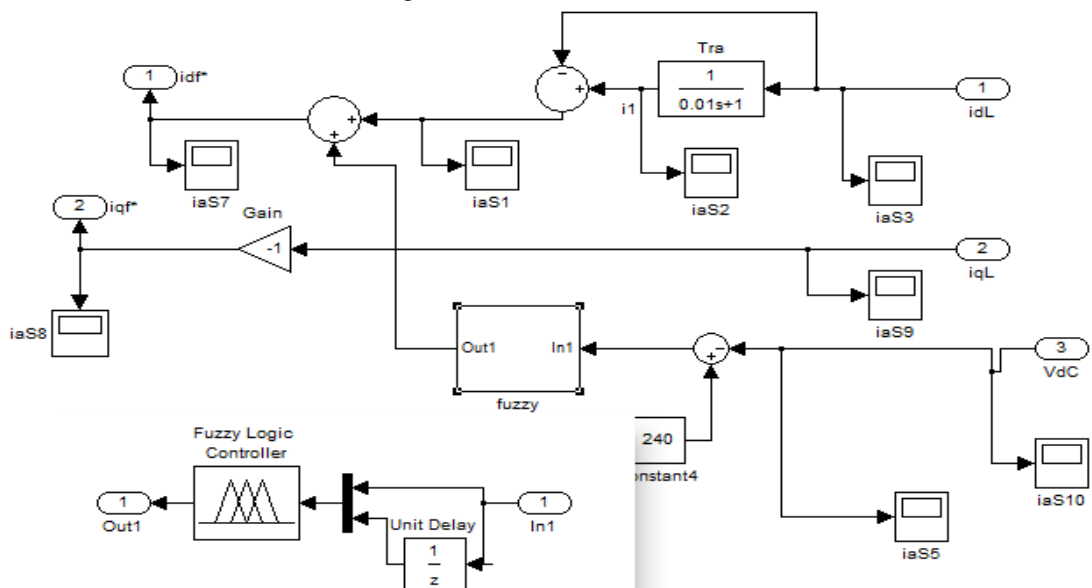 Tra
1
idf*
1
0.01s+1
1
idL
i1
iaS7
iaS1
iaS2
iaS3
2
iqf*
Gain
-1
2
iqL
iaS8
iaS9
Out1
In1
fuzzy
3
VdC
240
onstant4
iaS10
iaS5
Fuzzy Logic
Controller
1
Out1
1
In1
Unit Delay
1
z